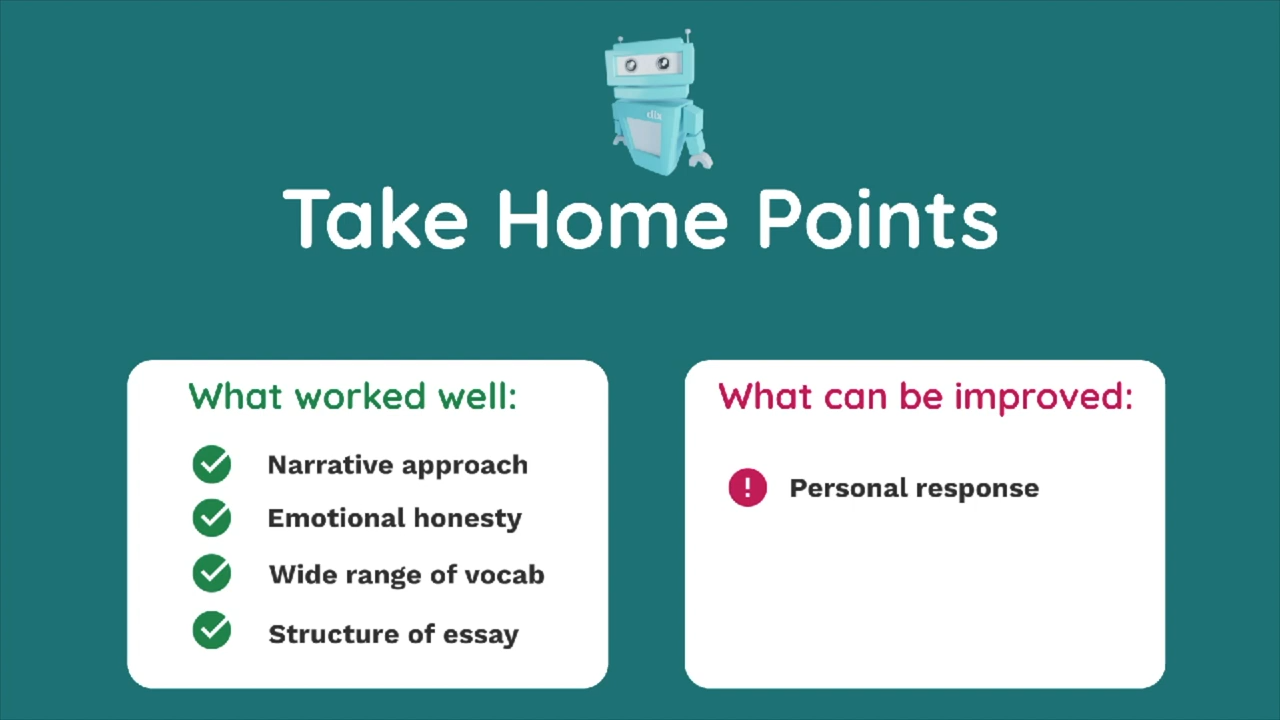 Take Home Points
What worked well:
Narrative approach
Emotional honesty
Wide range of vocab
Structure of essay
What can be improved:
Personal response